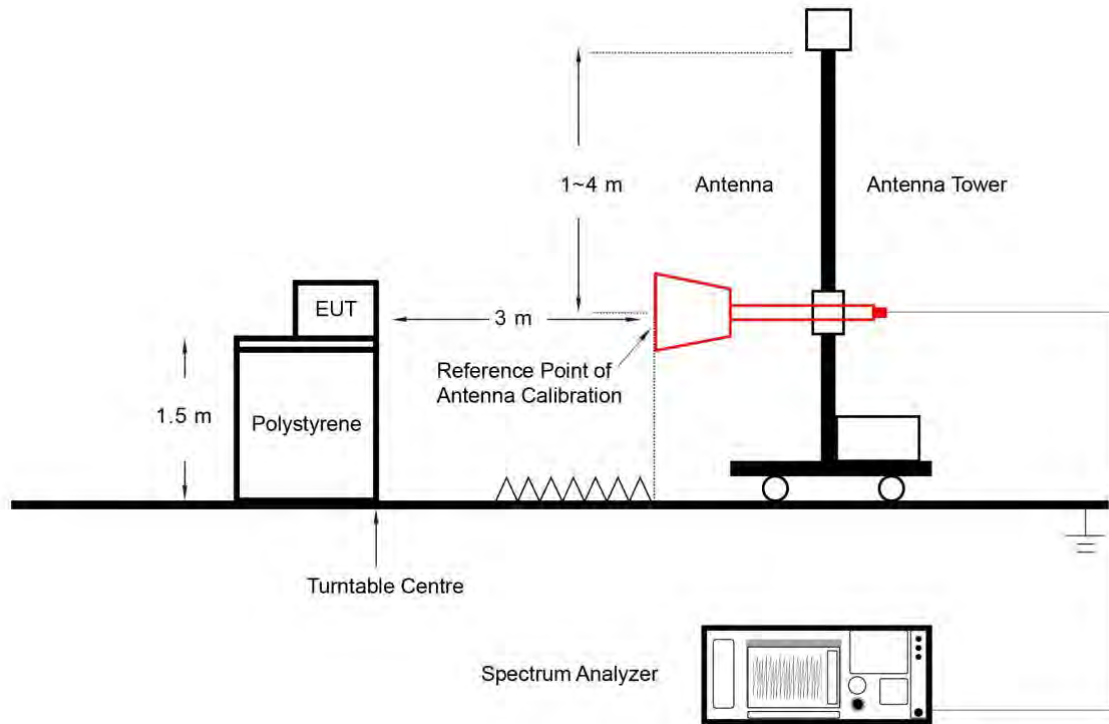 1~4 m
Antenna
Antenna Tower
EUT
3 m
Reference Point of
Antenna Calibration
1.5 m
Polystyrene
Turntable Centre
Spectrum Analyzer